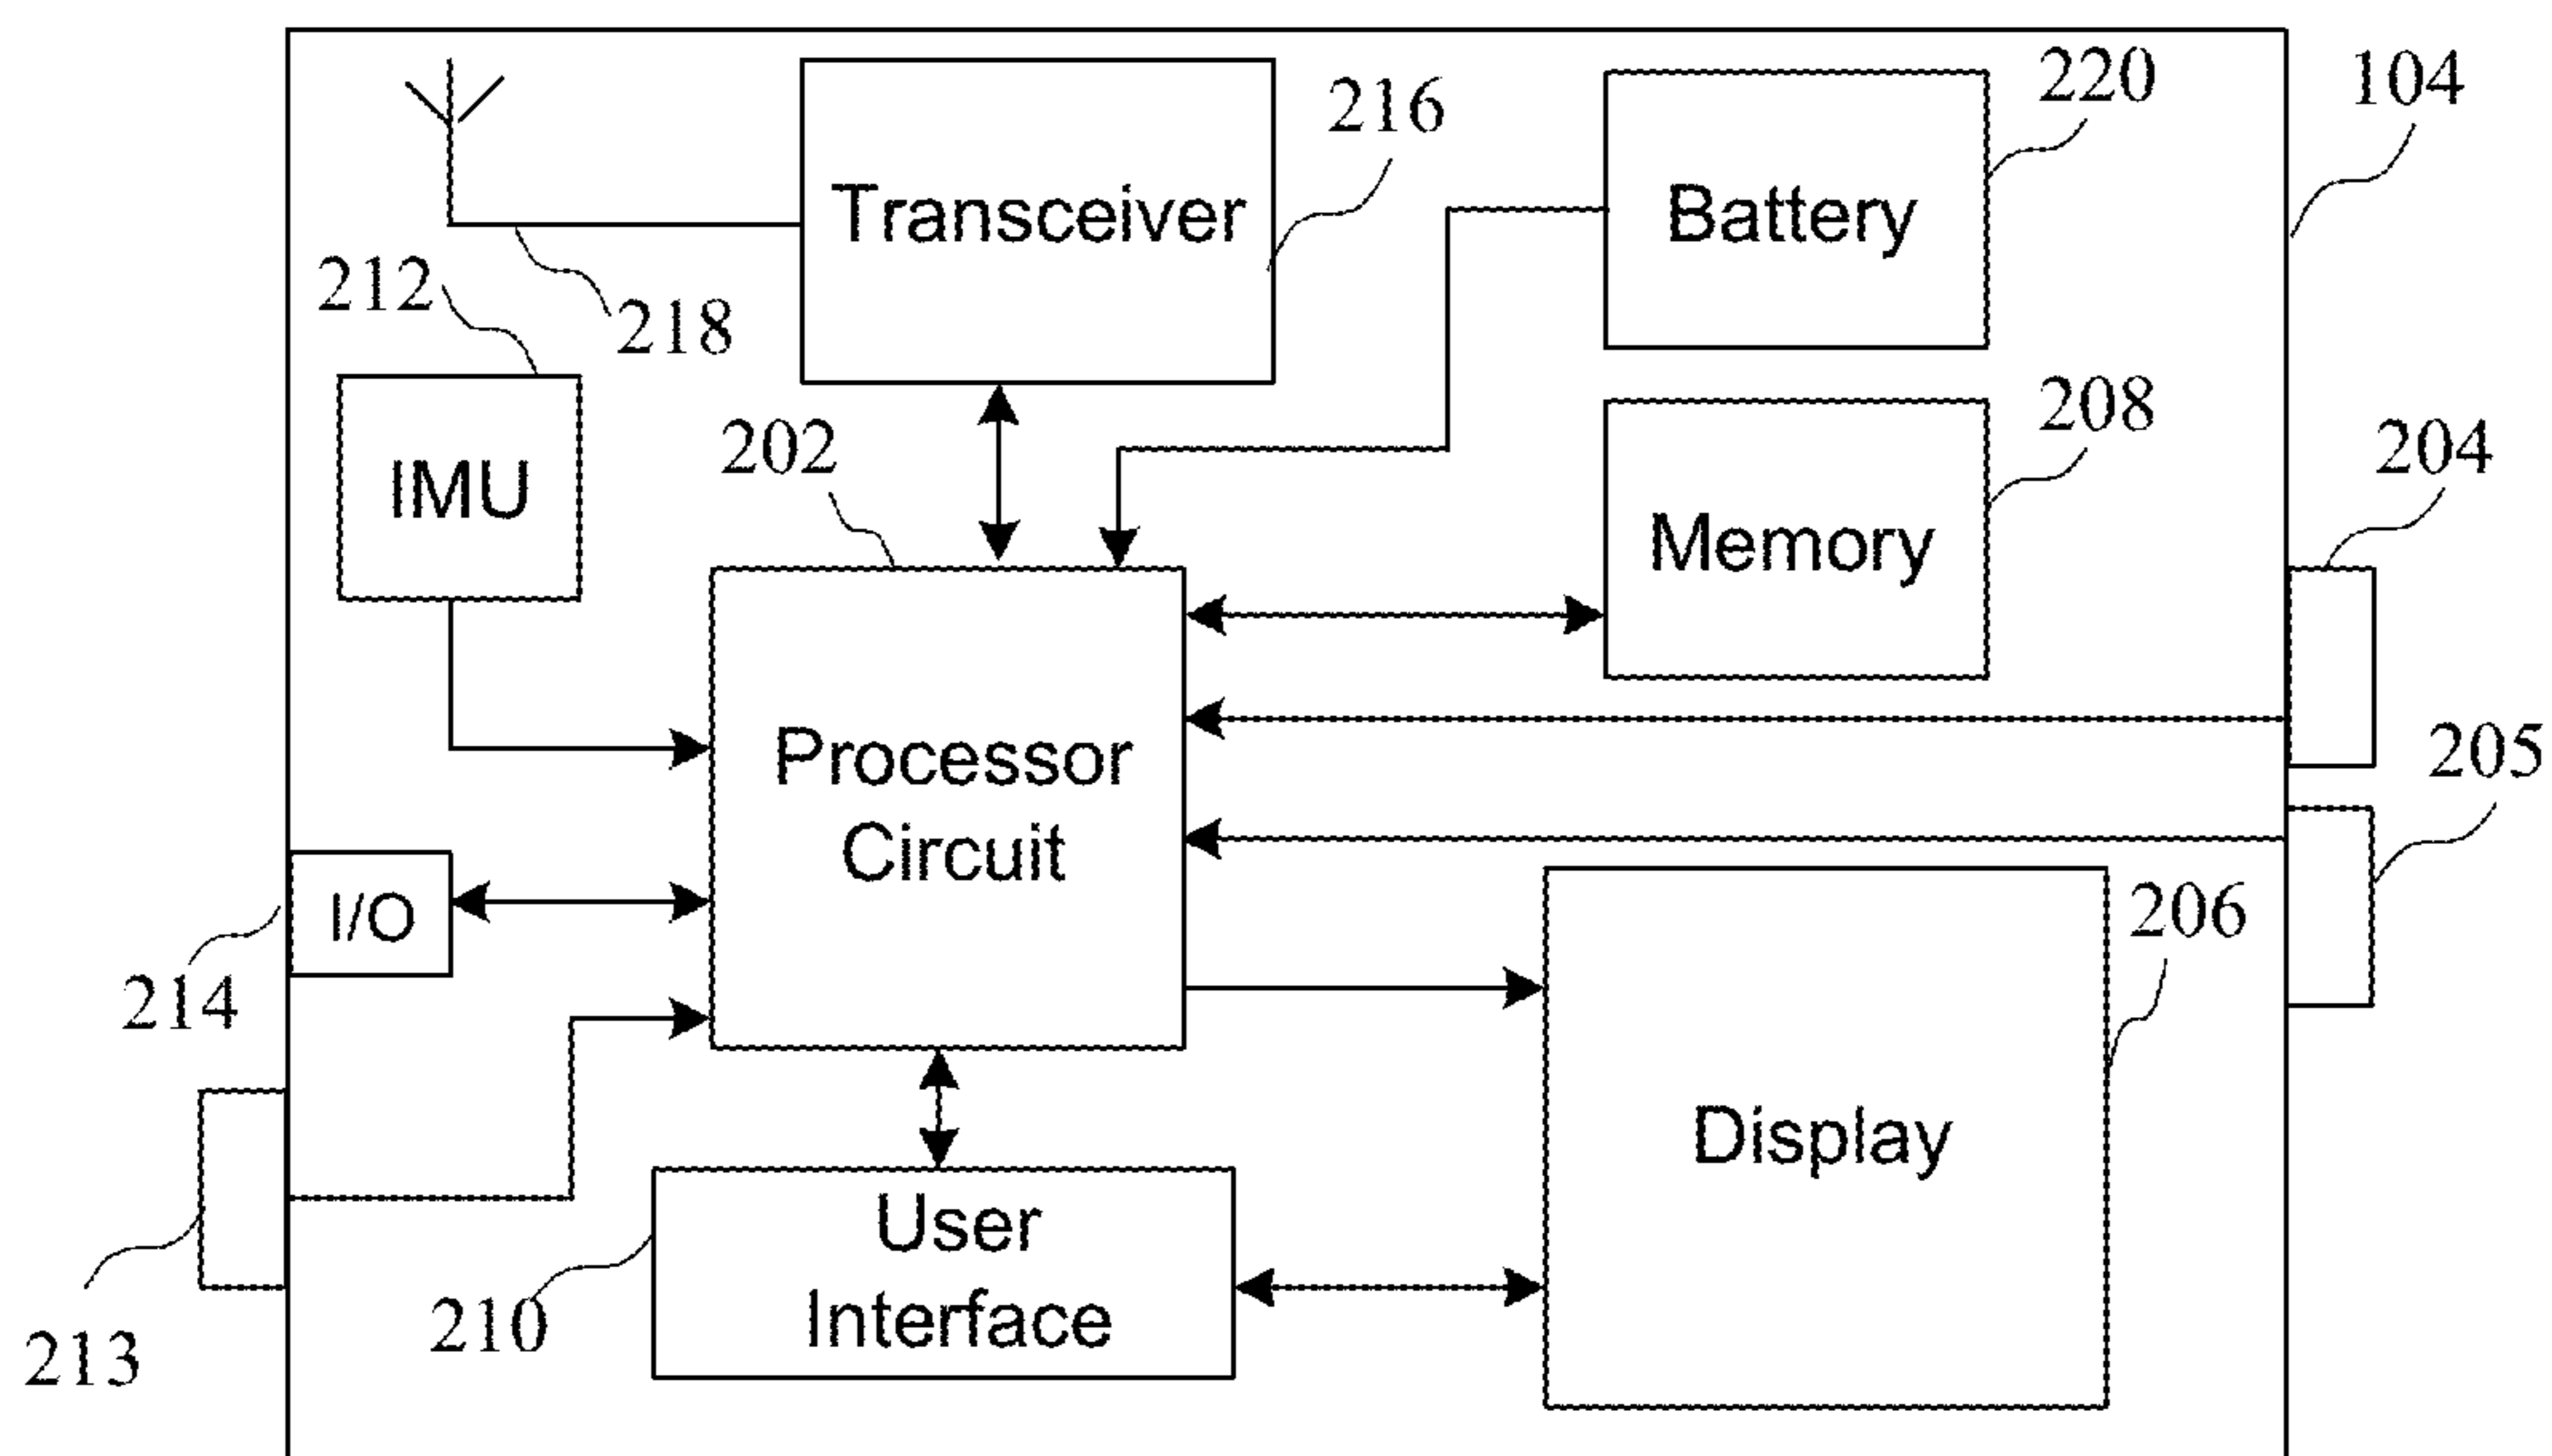 220
104
216
Transceiver
Battery
212
218
208
202
204
IMU
Memory
205
Processor
Circuit
206
I/O
214
Display
User
Interface
210
213